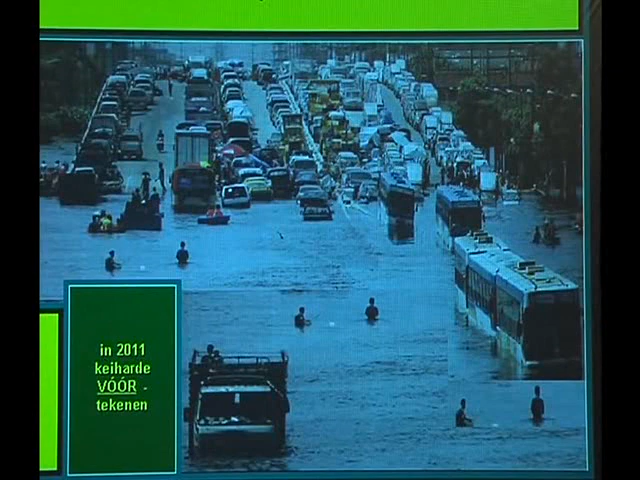 in 2011
keiharde
VÓÓR -
tekenen